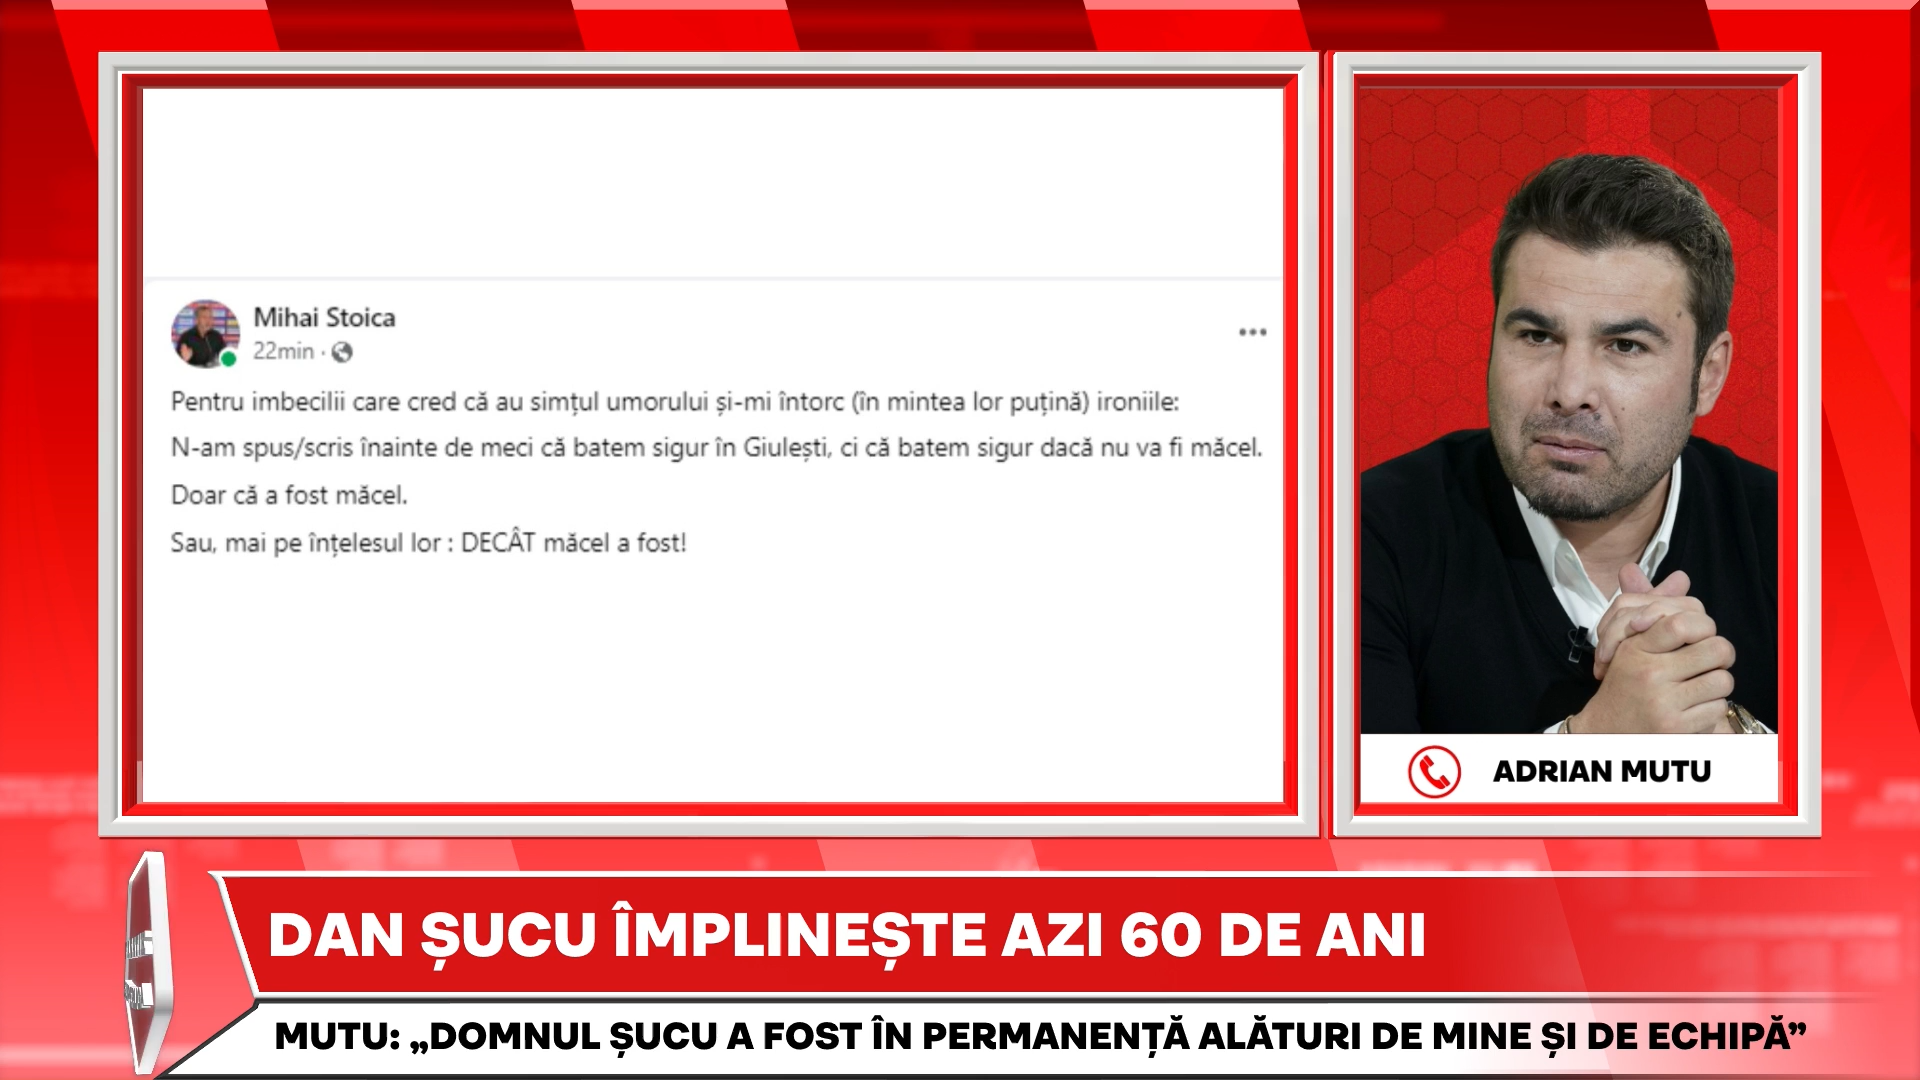 Mihai Stoica
22min ·
Pentru imbecilii care cred că au simțul umorului și-mi întorc (în mintea lor puțină) ironiile:
N-am spus/scris înainte de meci că batem sigur în Giulești, ci că batem sigur dacă nu va fi măcel.
Doar că a fost măcel.
Sau, mai pe înțelesul lor : DECÂT măcel a fost!
ADRIAN MUTU
DAN ȘUCU ÎMPLINEȘTE AZI 60 DE ANI
MUTU: „DOMNUL ȘUCU A FOST ÎN PERMANENȚĂ ALĂTURI DE MINE ȘI DE ECHIPĂ”